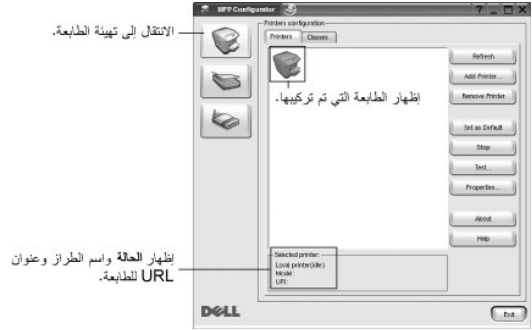 MFP Configurator
Printers configuration
Printers
Classes
الانتقال إلى تهيئة الطابعة.
Refresh
Add Printer...
Remove Printer
إظهار الطابعة التي تم تركيبها.
Set as Default
Stop
Test...
Properties...
About
Help
إظهار الحالة واسم الطراز وعنوان
URL للطابعة.
Selected printer:
Local printer(idle)
Model:
URI:
DELL
Exit